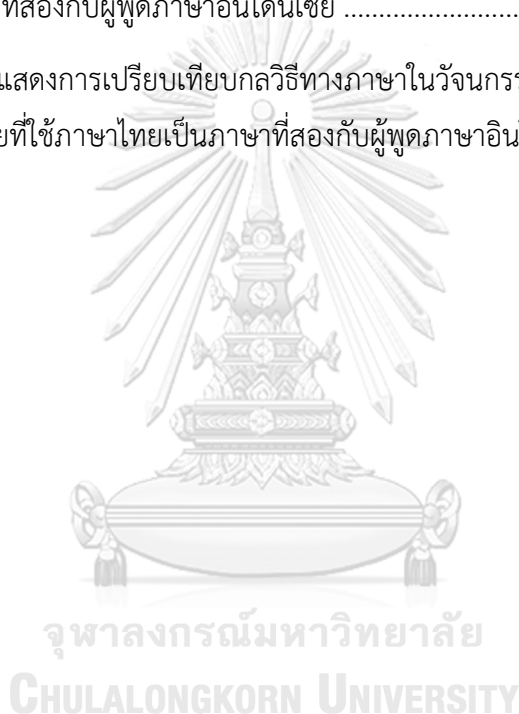 ที่สองกับผู้พูดภาษาอินโดนีเซีย ........................
แสดงการเปรียบเทียบกลวิธีทางภาษาในวัจนกรร
ยที่ใช้ภาษาไทยเป็นภาษาที่สองกับผู้พูดภาษาอิน
จุฬาลงกรณ์มหาวิทยาลัย
CHULALONGKORN UNIVERSITY